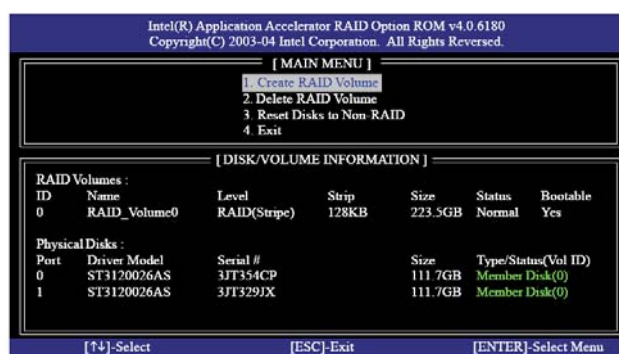 Intel(R) Application Accelerator RAID Option ROM v4.0.6180
Copyright(C) 2003-04 Intel Corporation. All Rights Reversed.
[ MAIN MENU ]
1. Create RAID Volume
2. Delete RAID Volume
3. Reset Disks to Non-RAID
4. Exit
[ DISK/VOLUME INFORMATION ]
RAID Volumes :
ID Name Level Strip Size Status Bootable
0 RAID_Volume0 RAID(Stripe) 128KB 223.5GB Normal Yes
Physical Disks :
Port Driver Model Serial # Size Type/Status(Vol ID)
0 ST3120026AS 3JT354CP 111.7GB Member Disk(0)
1 ST3120026AS 3JT329JX 111.7GB Member Disk(0)
[↑↓]-Select [ESC]-Exit [ENTER]-Select Menu